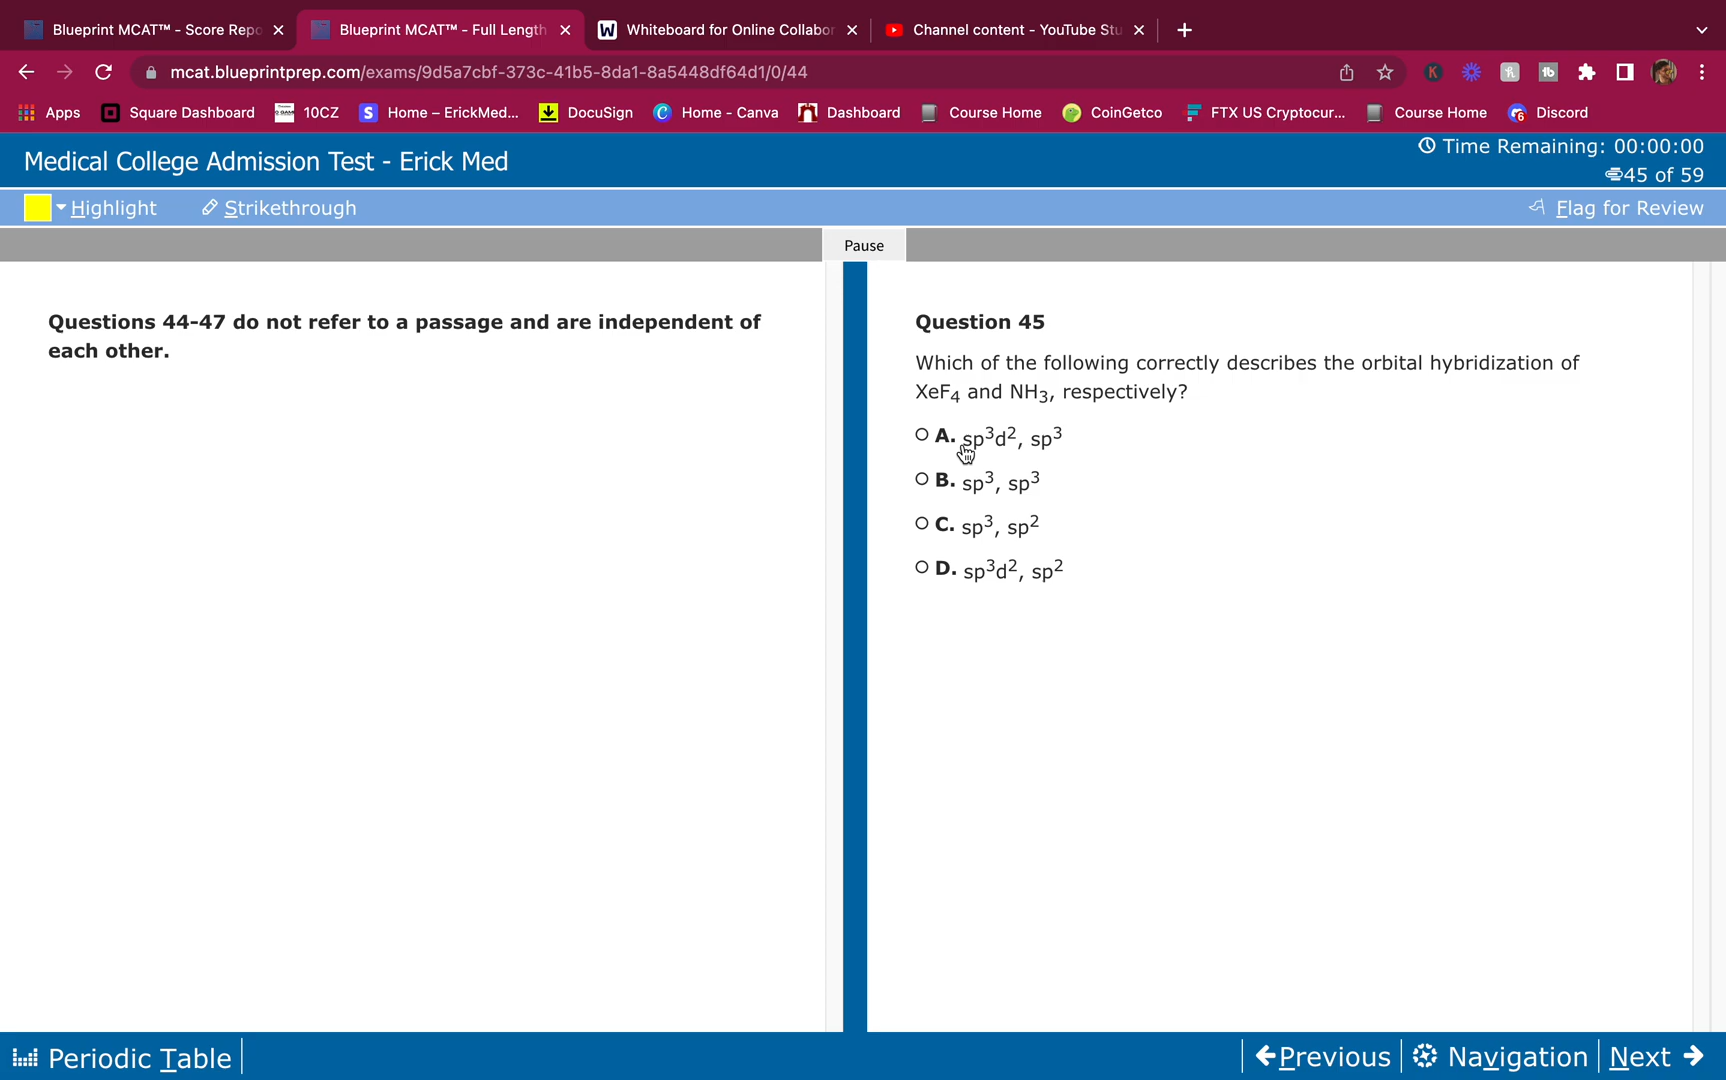 Blueprint MCAT™ - Score Repo
Blueprint MCAT™ - Full Length
Whiteboard for Online Collabor
Channel content - YouTube Stu
mcat.blueprintprep.com/exams/9d5a7cbf-373c-41b5-8da1-8a5448df64d1/0/44
Apps Square Dashboard 10CZ Home – ErickMed... DocuSign Home - Canva Dashboard Course Home CoinGetco FTX US Cryptocur... Course Home Discord
Medical College Admission Test - Erick Med
Time Remaining: 00:00:00
45 of 59
Highlight Strikethrough Flag for Review
Pause
Questions 44-47 do not refer to a passage and are independent of
each other.
Question 45
Which of the following correctly describes the orbital hybridization of
XeF₄ and NH₃, respectively?
A. sp³d², sp³
B. sp³, sp³
C. sp³, sp²
D. sp³d², sp²
Periodic Table Previous Navigation Next